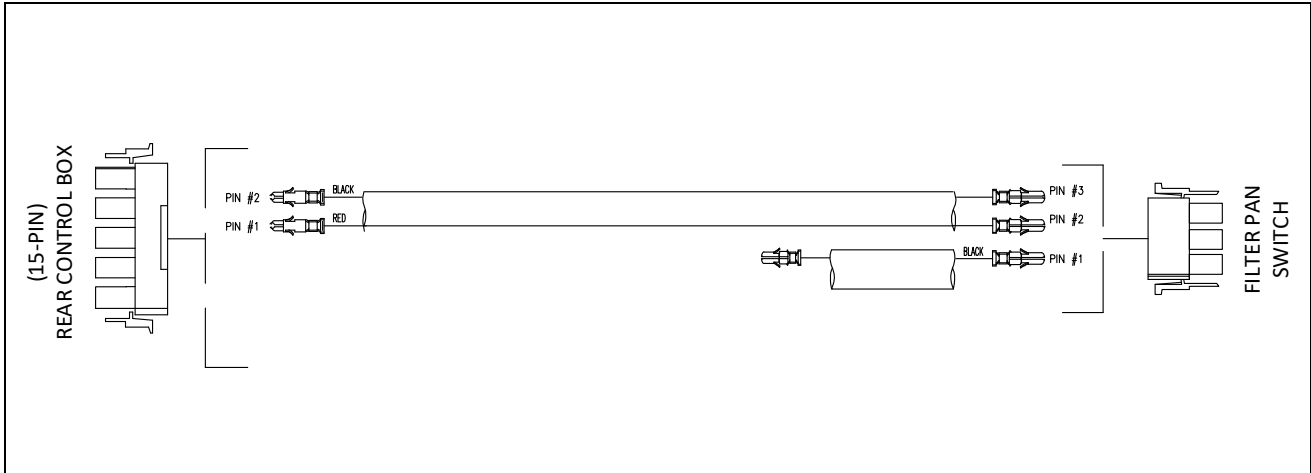 (15-PIN)
REAR CONTROL BOX
PIN #2
BLACK
PIN #3
PIN #1
RED
PIN #2
BLACK
PIN #1
FILTER PAN
SWITCH